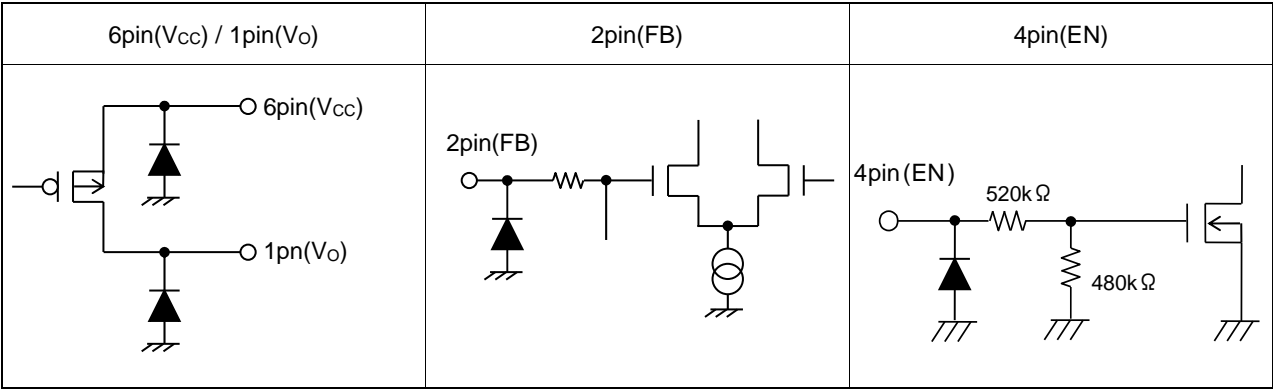 6pin(VCC) / 1pin(VO)
2pin(FB)
4pin(EN)
6pin(VCC)
1pn(VO)
2pin(FB)
4pin(EN)
520kΩ
480kΩ